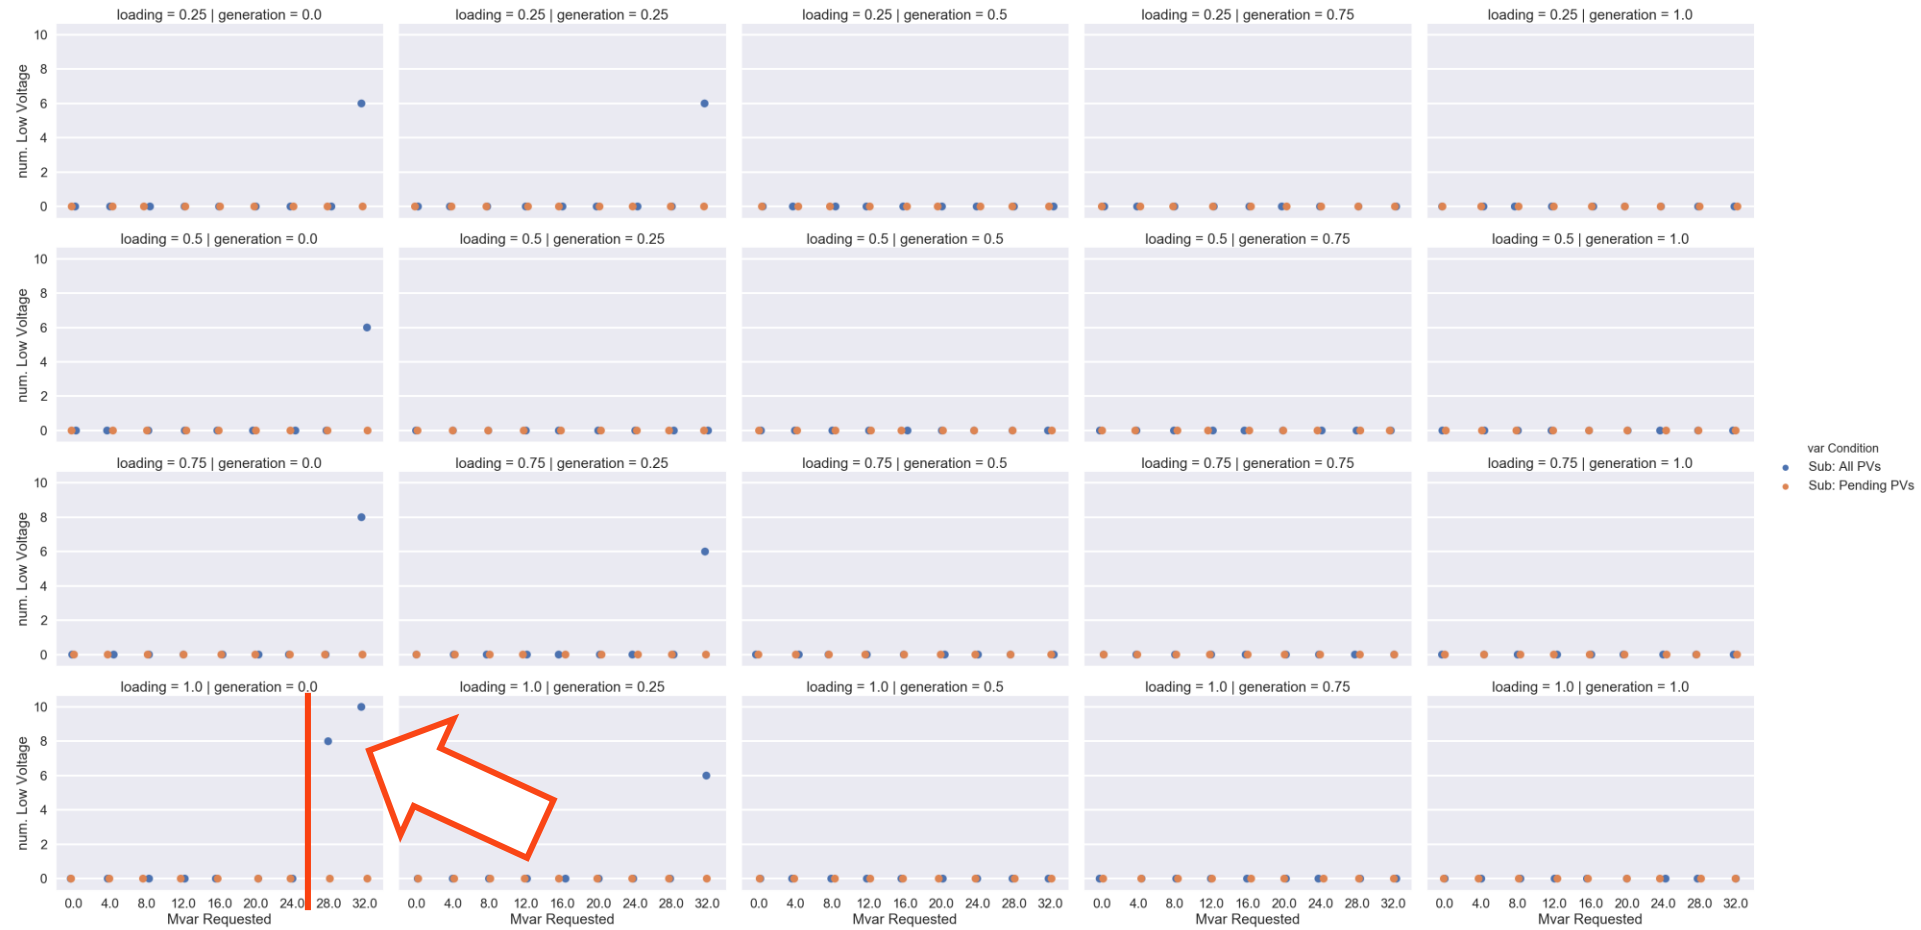 loading = 0.25 | generation = 0.0
loading = 0.25 | generation = 0.25
loading = 0.25 | generation = 0.5
loading = 0.25 | generation = 0.75
loading = 0.25 | generation = 1.0
num. Low Voltage
10
8
6
4
2
0
loading = 0.5 | generation = 0.0
loading = 0.5 | generation = 0.25
loading = 0.5 | generation = 0.5
loading = 0.5 | generation = 0.75
loading = 0.5 | generation = 1.0
num. Low Voltage
10
8
6
4
2
0
loading = 0.75 | generation = 0.0
loading = 0.75 | generation = 0.25
loading = 0.75 | generation = 0.5
loading = 0.75 | generation = 0.75
loading = 0.75 | generation = 1.0
num. Low Voltage
10
8
6
4
2
0
var Condition
Sub: All PVs
Sub: Pending PVs
loading = 1.0 | generation = 0.0
loading = 1.0 | generation = 0.25
loading = 1.0 | generation = 0.5
loading = 1.0 | generation = 0.75
loading = 1.0 | generation = 1.0
num. Low Voltage
10
8
6
4
2
0
0.0 4.0 8.0 12.0 16.0 20.0 24.0 28.0 32.0
Mvar Requested
0.0 4.0 8.0 12.0 16.0 20.0 24.0 28.0 32.0
Mvar Requested
0.0 4.0 8.0 12.0 16.0 20.0 24.0 28.0 32.0
Mvar Requested
0.0 4.0 8.0 12.0 16.0 20.0 24.0 28.0 32.0
Mvar Requested
0.0 4.0 8.0 12.0 16.0 20.0 24.0 28.0 32.0
Mvar Requested